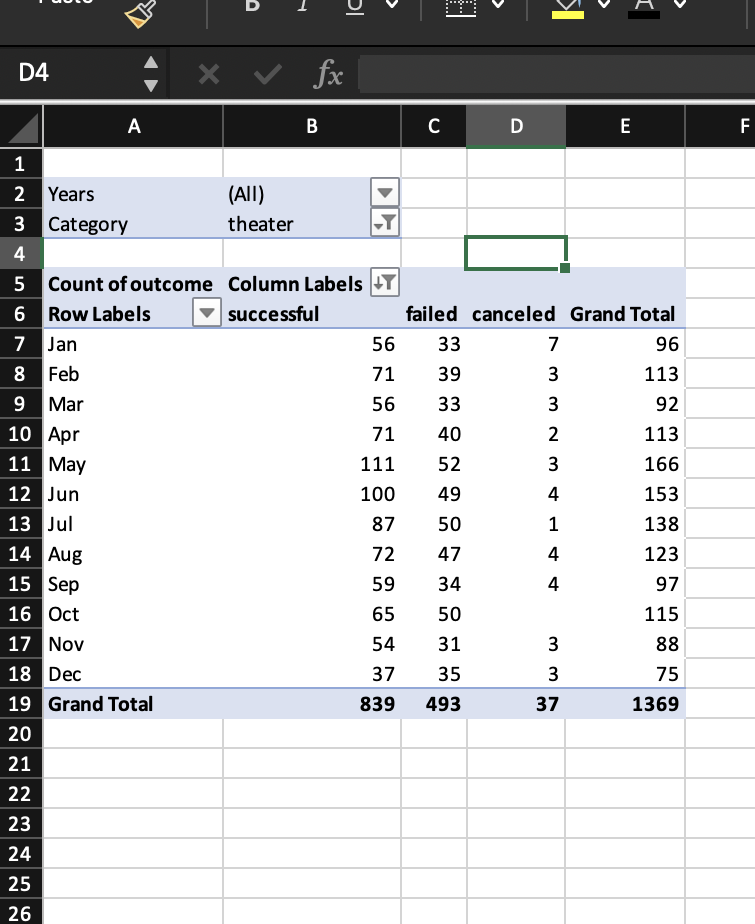 B I U A
D4 fx
A B C D E F
1
2 Years (All)
3 Category theater
4
5 Count of outcome Column Labels
6 Row Labels successful failed canceled Grand Total
7 Jan 56 33 7 96
8 Feb 71 39 3 113
9 Mar 56 33 3 92
10 Apr 71 40 2 113
11 May 111 52 3 166
12 Jun 100 49 4 153
13 Jul 87 50 1 138
14 Aug 72 47 4 123
15 Sep 59 34 4 97
16 Oct 65 50 115
17 Nov 54 31 3 88
18 Dec 37 35 3 75
19 Grand Total 839 493 37 1369
20
21
22
23
24
25
26